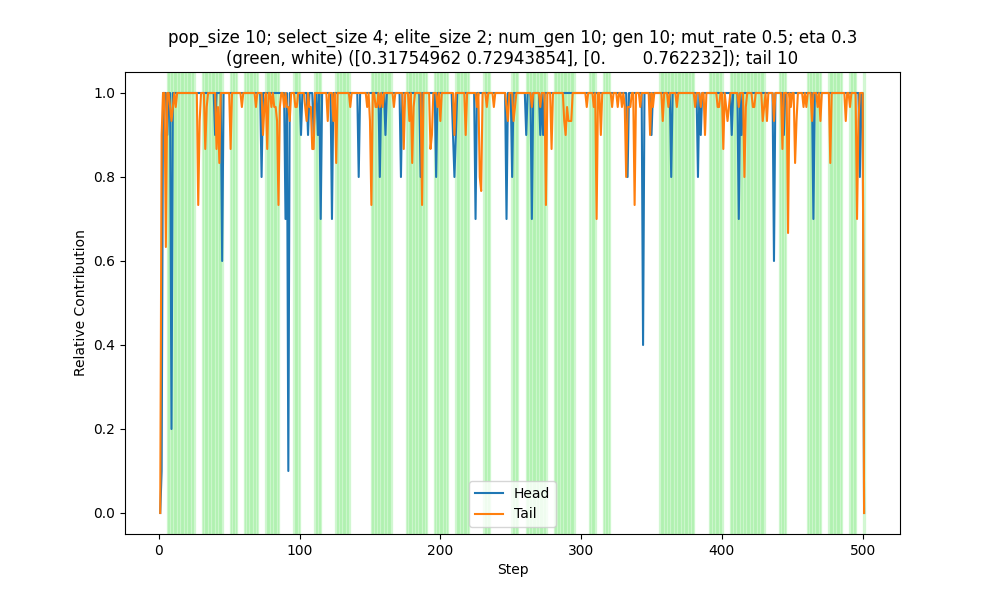 pop_size 10; select_size 4; elite_size 2; num_gen 10; gen 10; mut_rate 0.5; eta 0.3
(green, white) ([0.31754962 0.72943854], [0.       0.762232]); tail 10
Relative Contribution
1.0
0.8
0.6
0.4
0.2
0.0
Head
Tail
0
100
200
300
400
500
Step